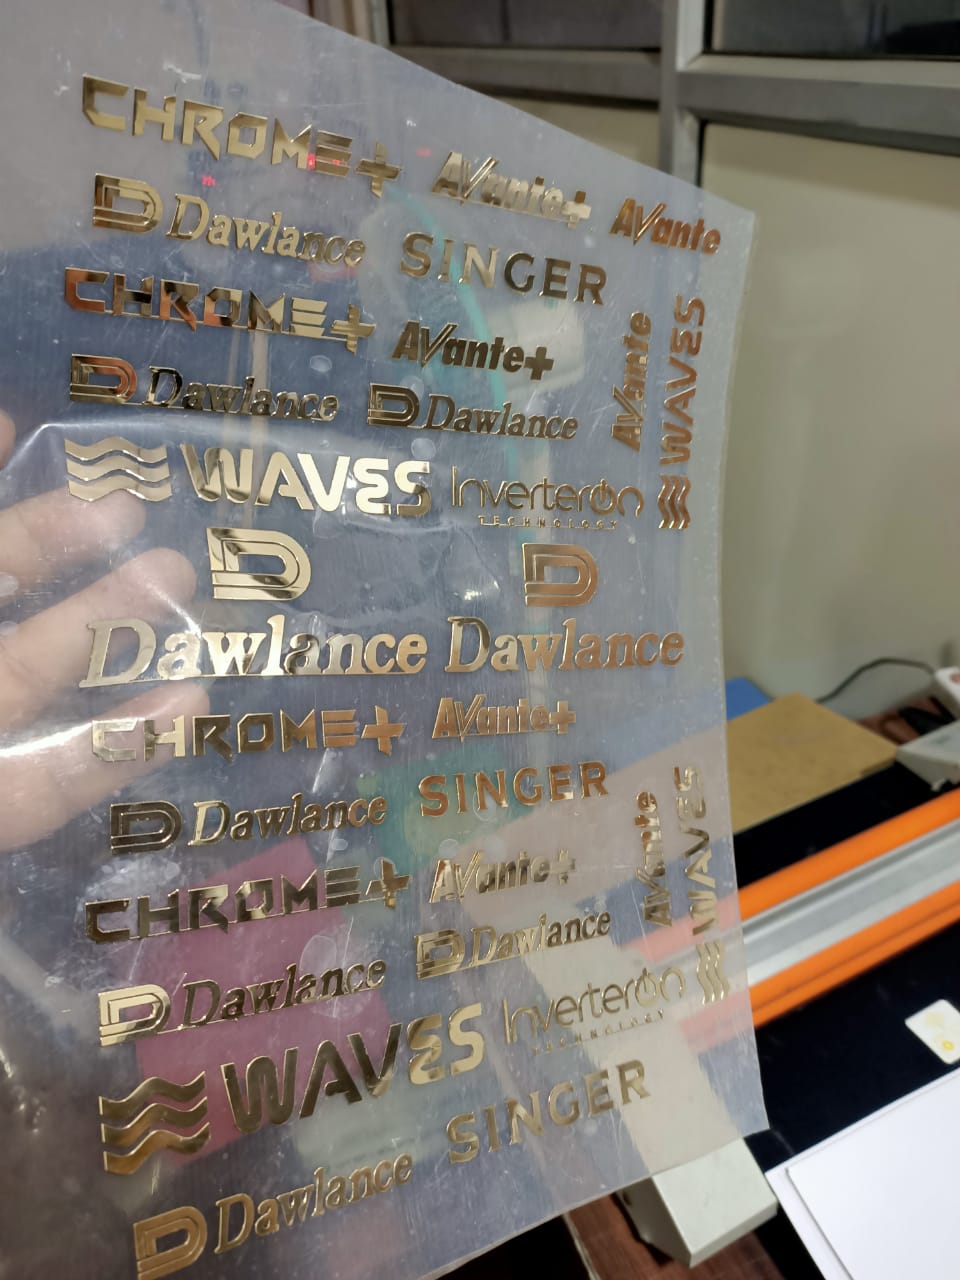 CHROME+ AVante+ AVante
Dawlance SINGER
CHROME+ AVante+
AVante
WAVES
Dawlance Dawlance
WAVES InverterOn
TECHNOLOGY
Dawlance Dawlance
CHROME+ AVante+
Dawlance SINGER
AVante
WAVES
CHROME+ AVante+
Dawlance Dawlance
WAVES InverterOn
TECHNOLOGY
Dawlance SINGER